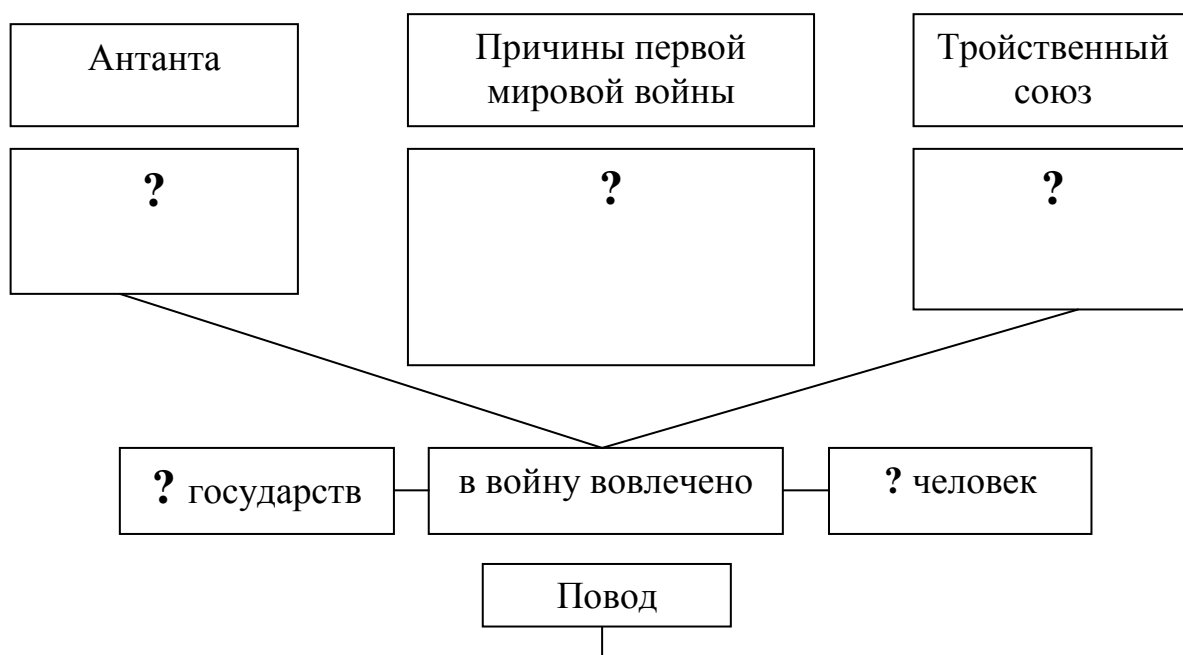 Антанта
Причины первой
мировой войны
Тройственный
союз
?
?
?
? государств
в войну вовлечено
? человек
Повод